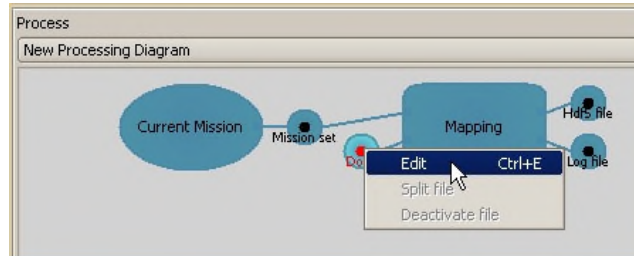 Process
New Processing Diagram
Current Mission
Mission set
Mapping
Hdf5 file
Log file
Edit Ctrl+E
Split file
Deactivate file